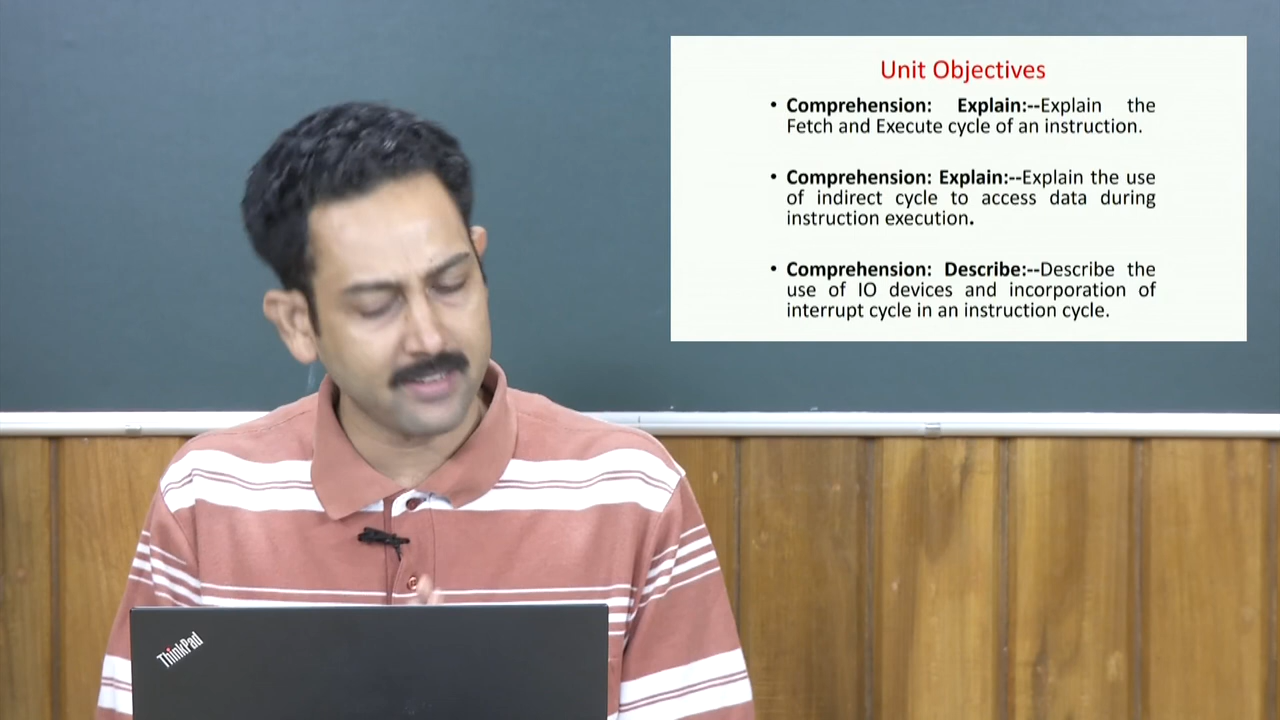 Unit Objectives
• Comprehension: Explain:--Explain the
Fetch and Execute cycle of an instruction.
• Comprehension: Explain:--Explain the use
of indirect cycle to access data during
instruction execution.
• Comprehension: Describe:--Describe the
use of IO devices and incorporation of
interrupt cycle in an instruction cycle.
ThinkPad